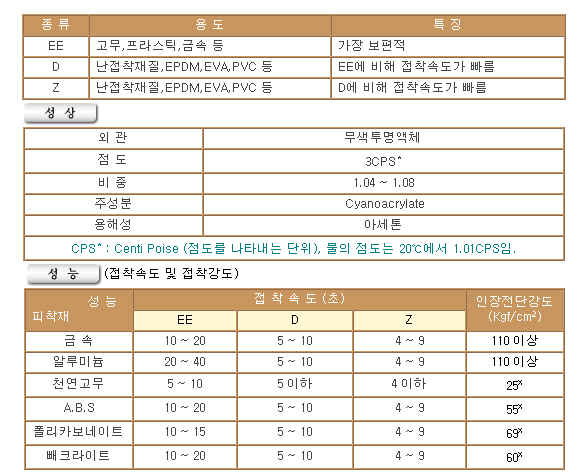 종 류 용 도 특 징
EE 고무,프라스틱,금속 등 가장 보편적
D 난접착재질,EPDM,EVA,PVC 등 EE에 비해 접착속도가 빠름
Z 난접착재질,EPDM,EVA,PVC 등 D에 비해 접착속도가 빠름
성 상
외 관 무색투명액체
점 도 3CPS*
비 중 1.04 ~ 1.08
주성분 Cyanoacrylate
용해성 아세톤
CPS* : Centi Poise (점도를 나타내는 단위), 물의 점도는 20℃에서 1.01CPS임.
성 능 (접착속도 및 접착강도)
성 능 접 착 속 도 (초) 인장전단강도
피착재 EE D Z (Kgf/cm²)
금 속 10 ~ 20 5 ~ 10 4 ~ 9 110 이상
알루미늄 20 ~ 40 5 ~ 10 4 ~ 9 110 이상
천연고무 5 ~ 10 5 이하 4 이하 25ˣ
A.B.S 10 ~ 20 5 ~ 10 4 ~ 9 55ˣ
폴리카보네이트 10 ~ 15 5 ~ 10 4 ~ 9 69ˣ
빼크라이트 10 ~ 20 5 ~ 10 4 ~ 9 60ˣ